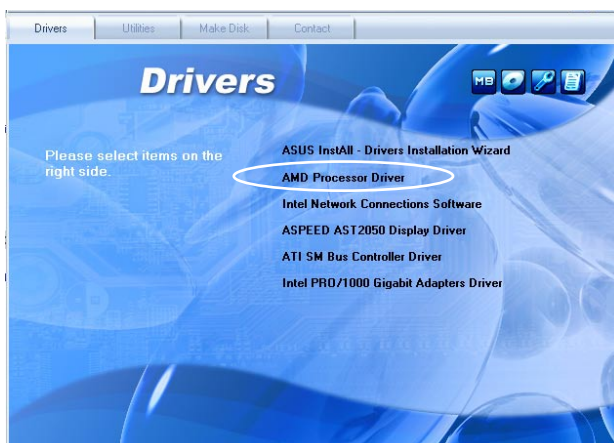 Drivers
Utilities
Make Disk
Contact
Drivers
MB
Please select items on the
right side.
ASUS InstAll - Drivers Installation Wizard
AMD Processor Driver
Intel Network Connections Software
ASPEED AST2050 Display Driver
ATI SM Bus Controller Driver
Intel PRO/1000 Gigabit Adapters Driver